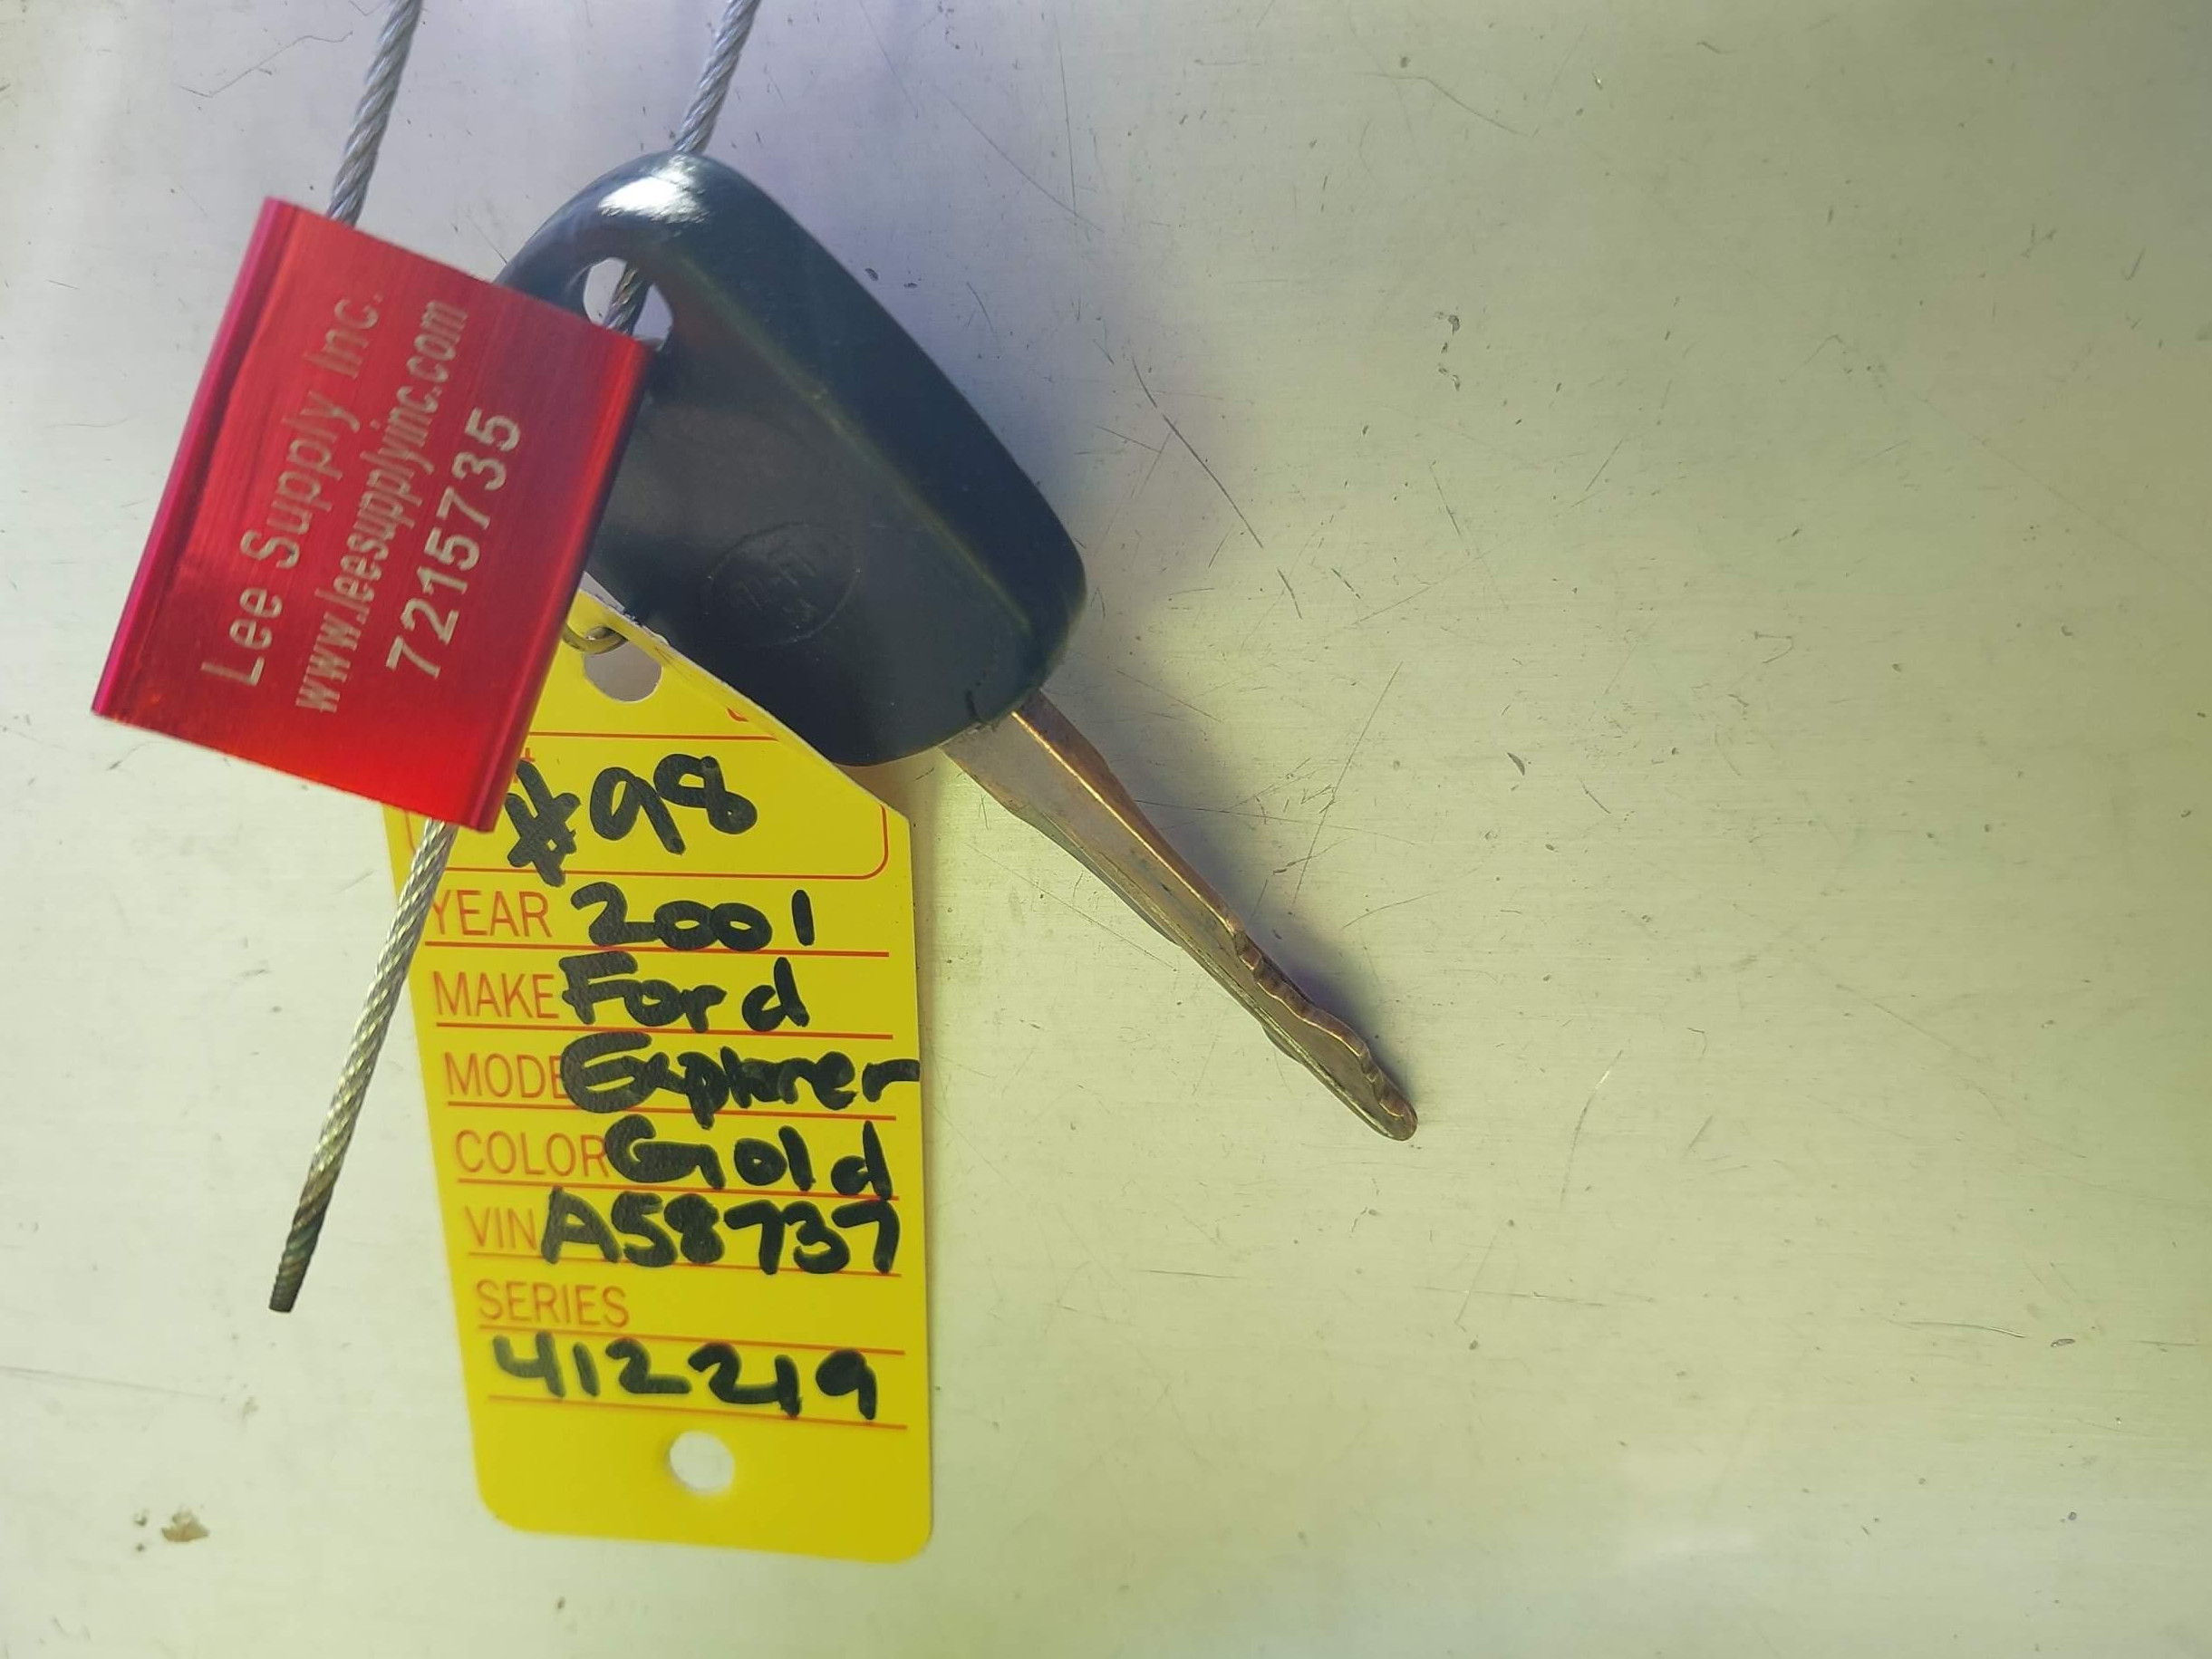 Lee Supply Inc.
www.leesupplyinc.com
7215735
#98
YEAR 2001
MAKE Ford
MODE Explorer
COLOR Gold
VIN A58737
SERIES
412219